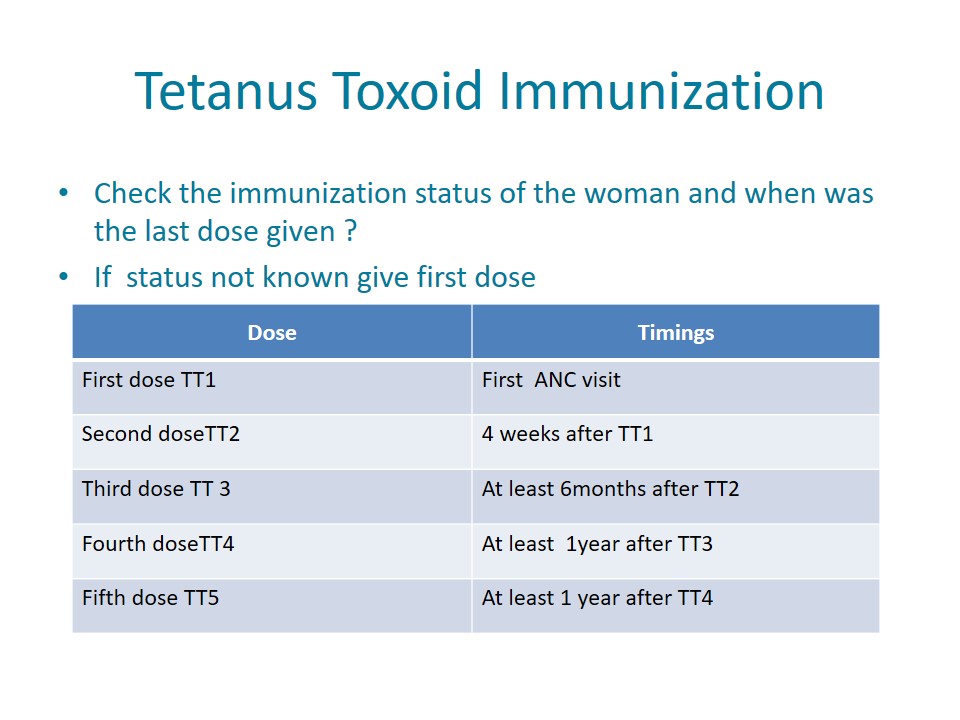 Tetanus Toxoid Immunization
• Check the immunization status of the woman and when was
the last dose given ?
• If  status not known give first dose
Dose Timings
First dose TT1 First  ANC visit
Second doseTT2 4 weeks after TT1
Third dose TT 3 At least 6months after TT2
Fourth doseTT4 At least  1year after TT3
Fifth dose TT5 At least 1 year after TT4